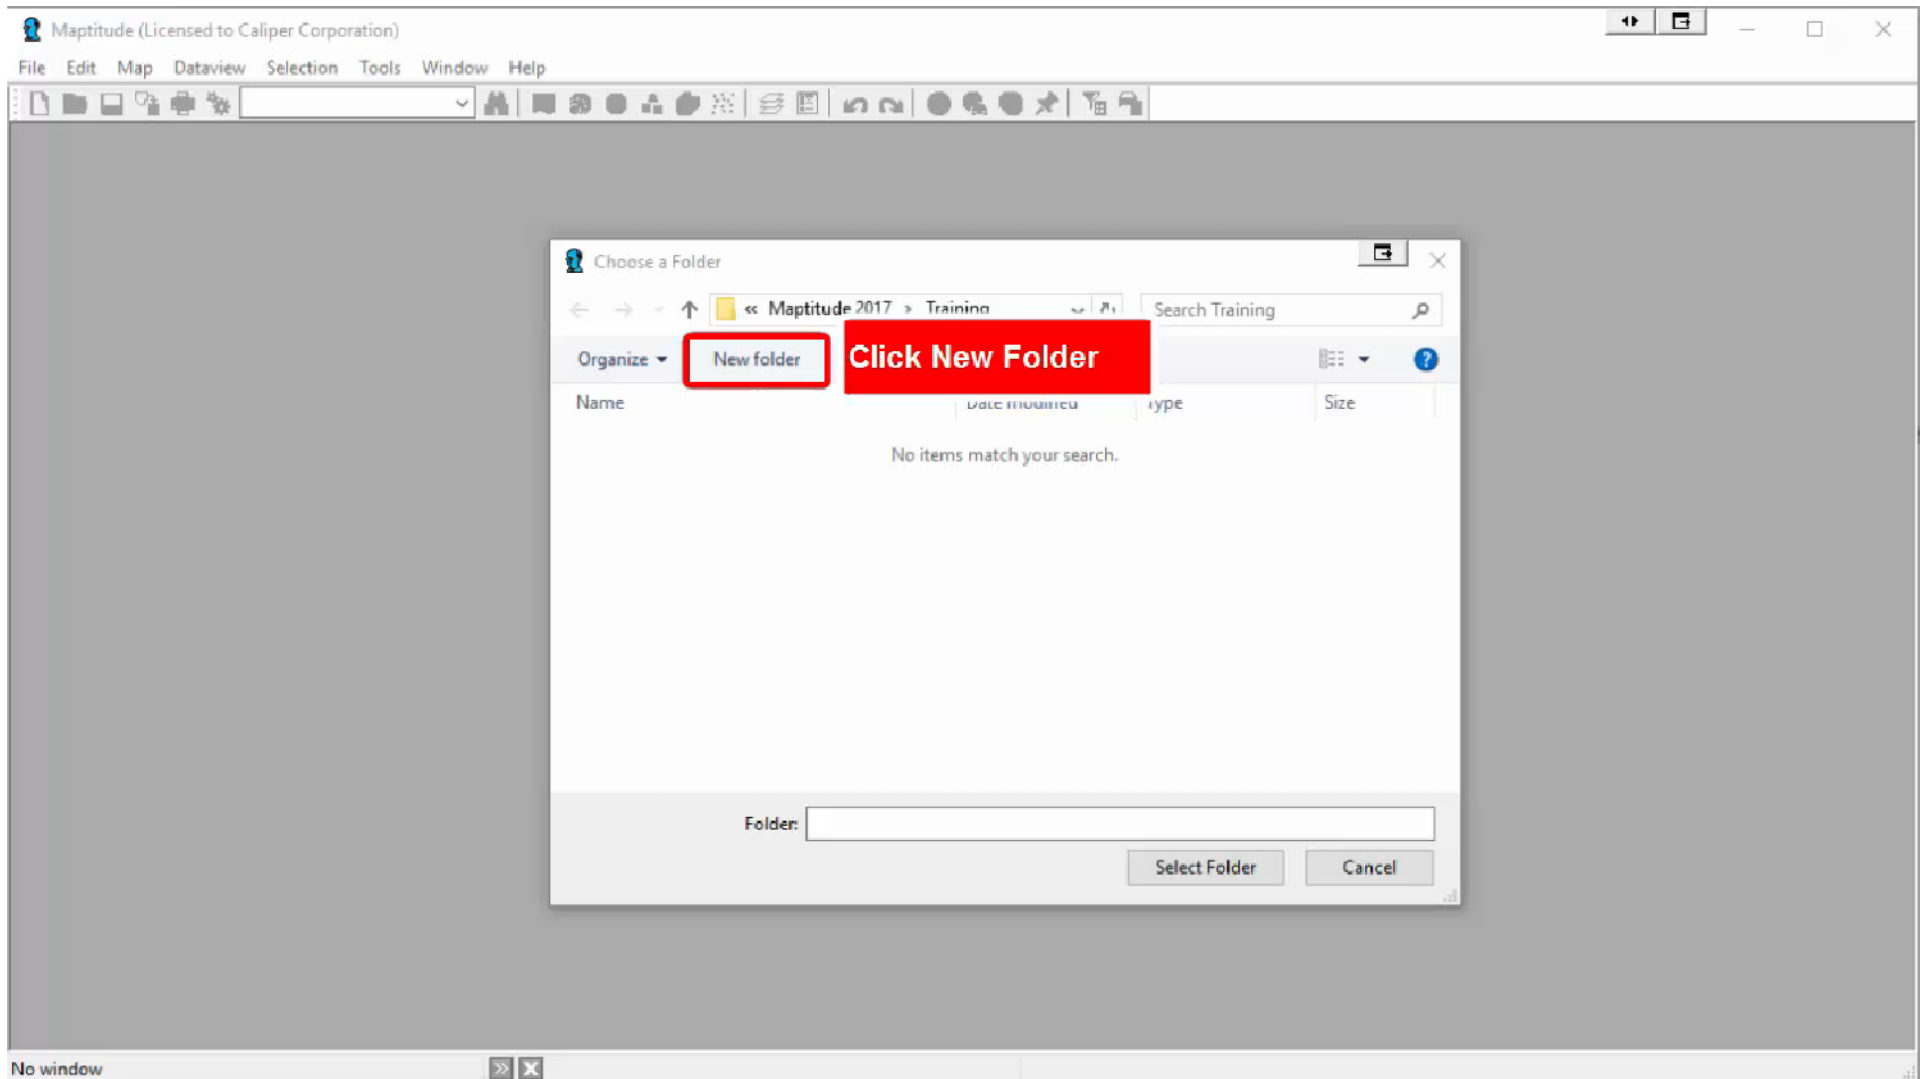 Maptitude (Licensed to Caliper Corporation)
File Edit Map Dataview Selection Tools Window Help
Choose a Folder
« Maptitude 2017 » Training
Search Training
Organize
New folder
Click New Folder
Name Date modified Type Size
No items match your search.
Folder:
Select Folder Cancel
No window